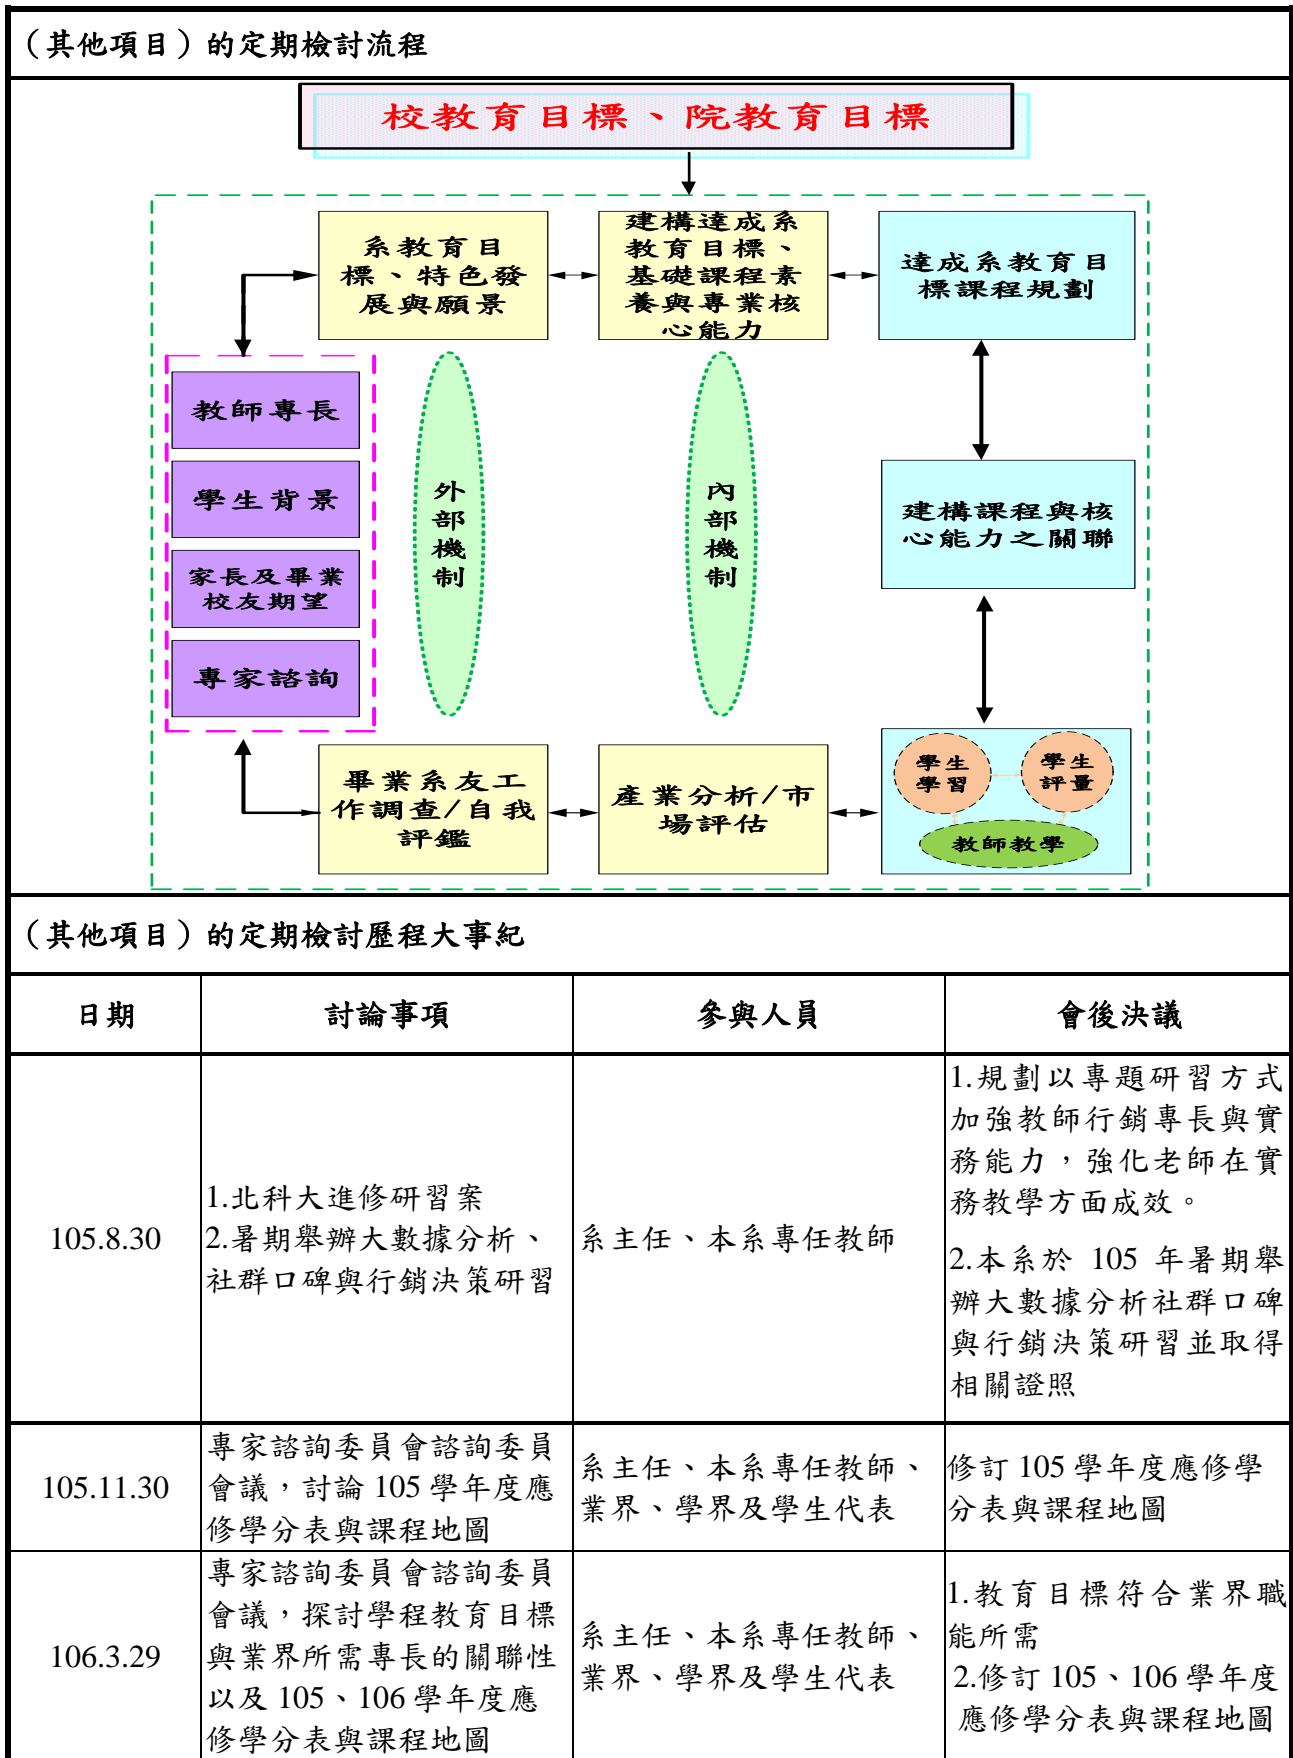 （其他項目）的定期檢討流程
校教育目標、院教育目標
系教育目
標、特色發
展與願景
建構達成系
教育目標、
基礎課程素
養與專業核
心能力
達成系教育目
標課程規劃
教師專長
學生背景
家長及畢業
校友期望
專家諮詢
外
部
機
制
內
部
機
制
建構課程與核
心能力之關聯
畢業系友工
作調查/自我
評鑑
產業分析/市
場評估
學生
學習
學生
評量
教師教學
（其他項目）的定期檢討歷程大事紀
日期
討論事項
參與人員
會後決議
105.8.30
1.北科大進修研習案
2.暑期舉辦大數據分析、
社群口碑與行銷決策研習
系主任、本系專任教師
1.規劃以專題研習方式
加強教師行銷專長與實
務能力，強化老師在實
務教學方面成效。
2.本系於 105 年暑期舉
辦大數據分析社群口碑
與行銷決策研習並取得
相關證照
105.11.30
專家諮詢委員會諮詢委員
會議，討論 105 學年度應
修學分表與課程地圖
系主任、本系專任教師、
業界、學界及學生代表
修訂 105 學年度應修學
分表與課程地圖
106.3.29
專家諮詢委員會諮詢委員
會議，探討學程教育目標
與業界所需專長的關聯性
以及 105、106 學年度應
修學分表與課程地圖
系主任、本系專任教師、
業界、學界及學生代表
1.教育目標符合業界職
能所需
2.修訂 105、106 學年度
應修學分表與課程地圖